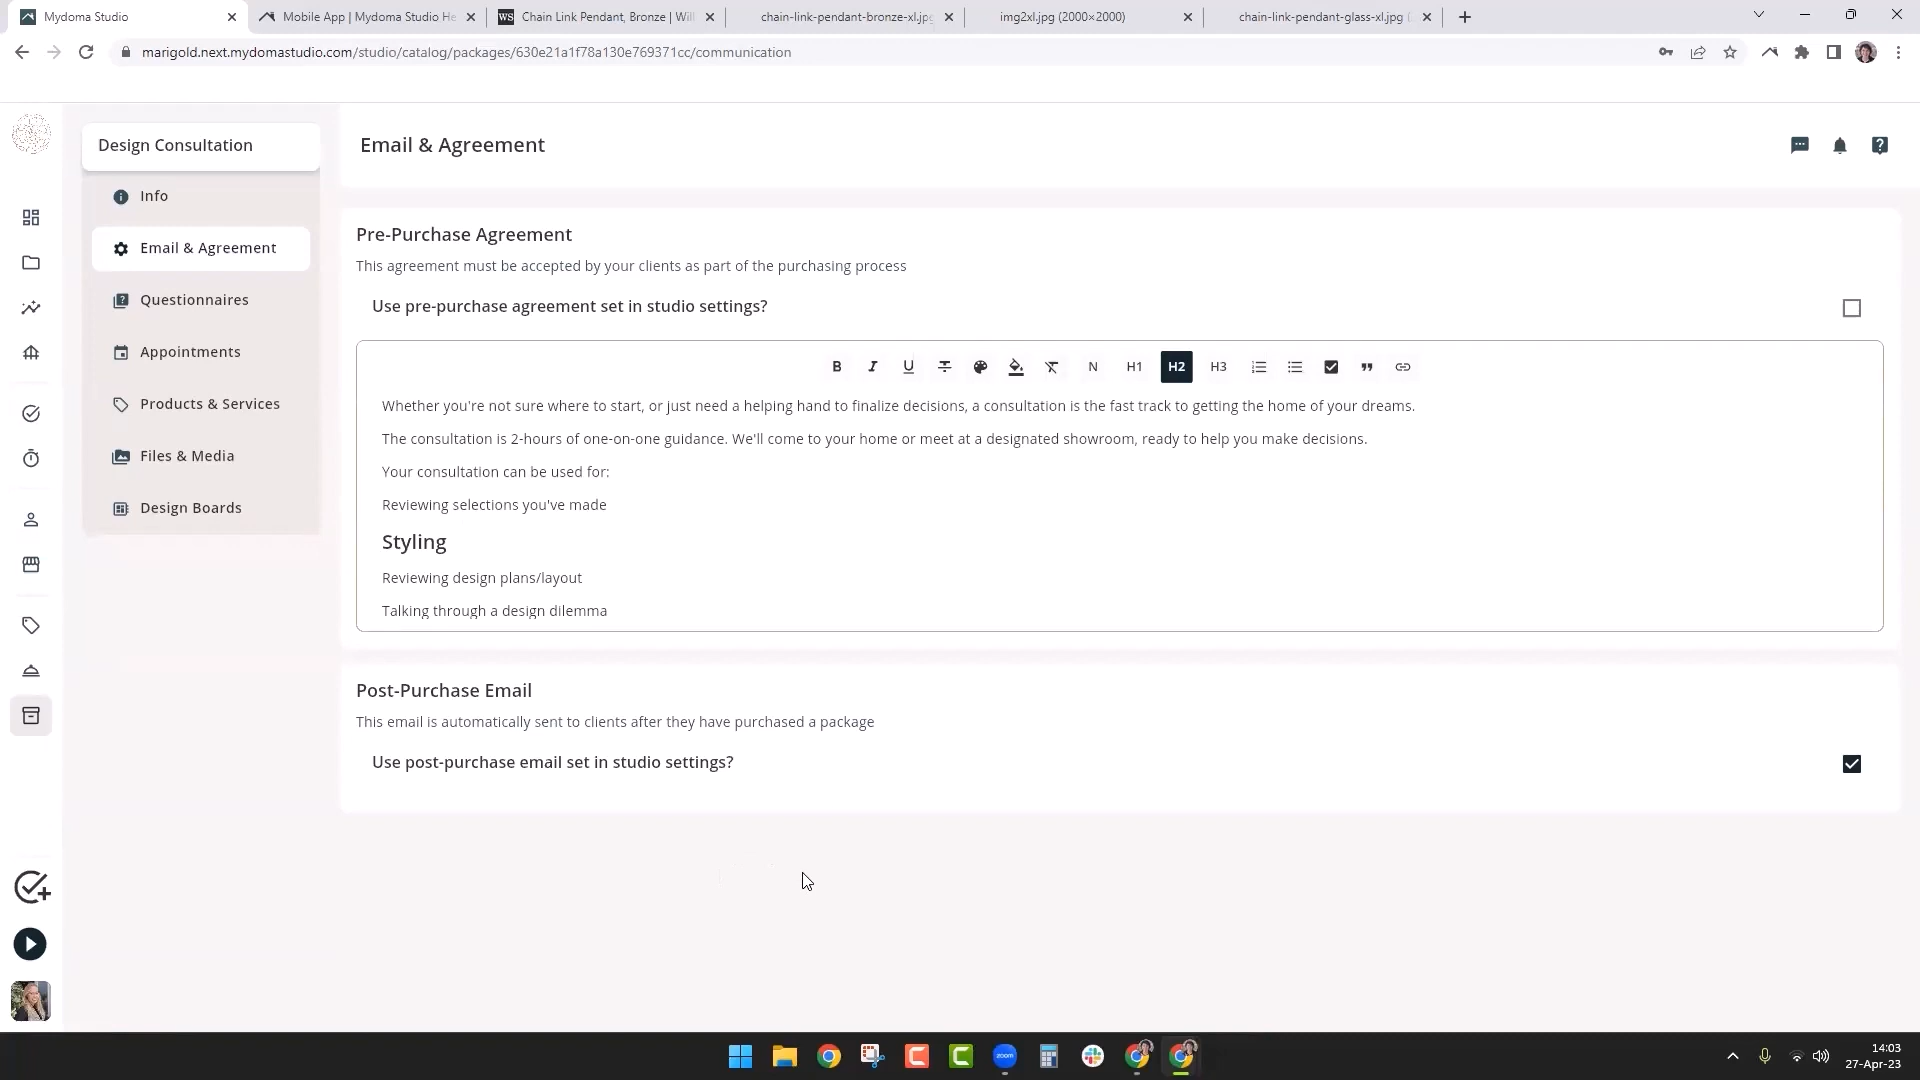 Mydoma Studio
Mobile App | Mydoma Studio He
WS
Chain Link Pendant, Bronze | Will
chain-link-pendant-bronze-xl.jpg
img2xl.jpg (2000×2000)
chain-link-pendant-glass-xl.jpg (
marigold.next.mydomastudio.com/studio/catalog/packages/630e21a1f78a130e769371cc/communication
Design Consultation
Info
Email & Agreement
Questionnaires
Appointments
Products & Services
Files & Media
Design Boards
Email & Agreement
Pre-Purchase Agreement
This agreement must be accepted by your clients as part of the purchasing process
Use pre-purchase agreement set in studio settings?
B I U N H1 H2 H3
Whether you're not sure where to start, or just need a helping hand to finalize decisions, a consultation is the fast track to getting the home of your dreams.
The consultation is 2-hours of one-on-one guidance. We'll come to your home or meet at a designated showroom, ready to help you make decisions.
Your consultation can be used for:
Reviewing selections you've made
Styling
Reviewing design plans/layout
Talking through a design dilemma
Post-Purchase Email
This email is automatically sent to clients after they have purchased a package
Use post-purchase email set in studio settings?
zoom
14:03
27-Apr-23